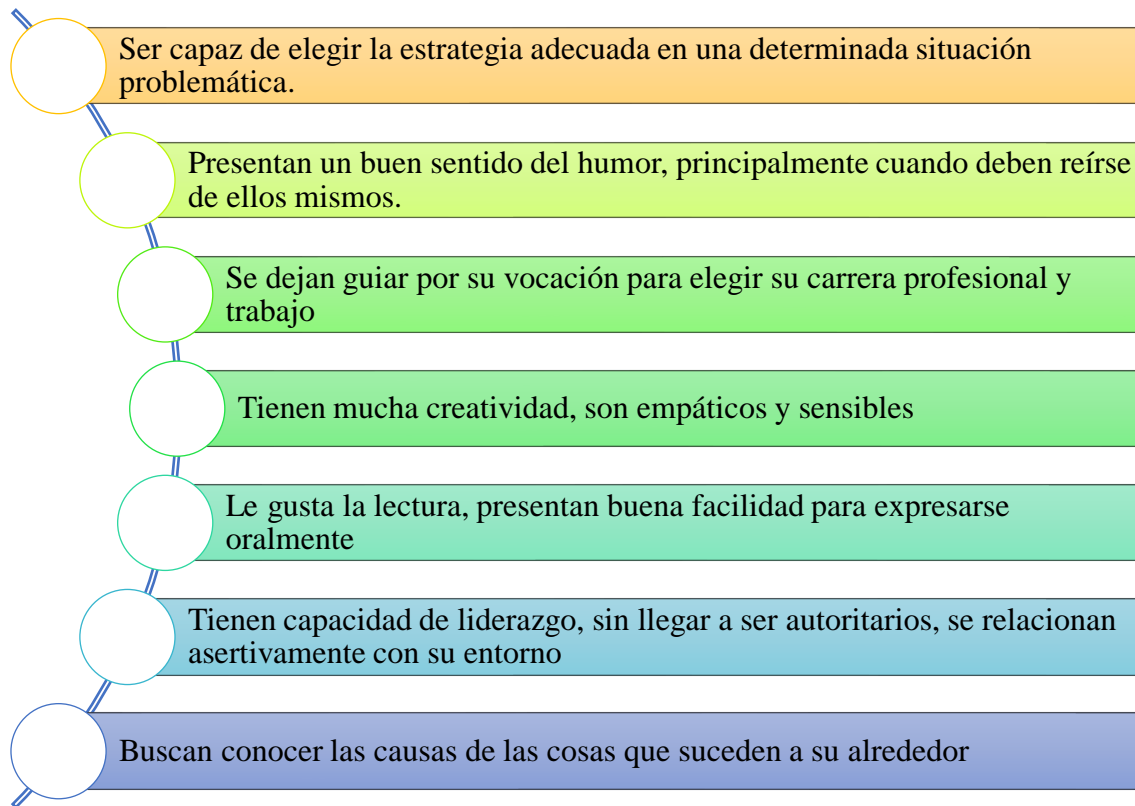 Ser capaz de elegir la estrategia adecuada en una determinada situación
problemática.
Presentan un buen sentido del humor, principalmente cuando deben reírse
de ellos mismos.
Se dejan guiar por su vocación para elegir su carrera profesional y
trabajo
Tienen mucha creatividad, son empáticos y sensibles
Le gusta la lectura, presentan buena facilidad para expresarse
oralmente
Tienen capacidad de liderazgo, sin llegar a ser autoritarios, se relacionan
asertivamente con su entorno
Buscan conocer las causas de las cosas que suceden a su alrededor